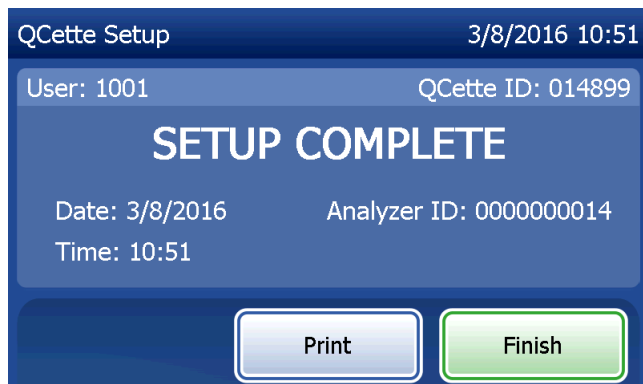 QCette Setup 3/8/2016 10:51
User: 1001 QCette ID: 014899
SETUP COMPLETE
Date: 3/8/2016 Analyzer ID: 0000000014
Time: 10:51
Print Finish